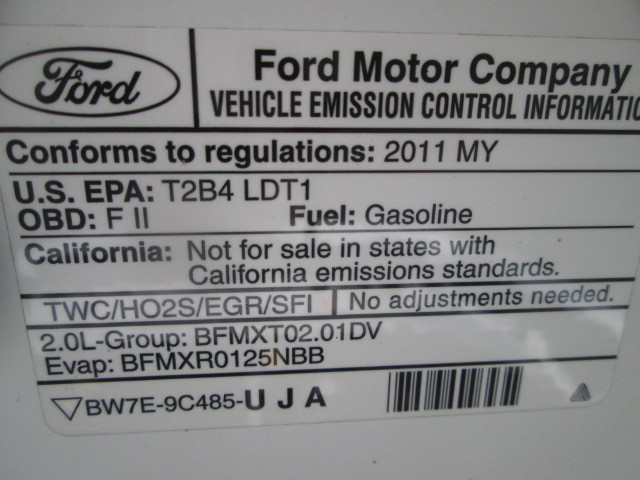 Ford
Ford Motor Company
VEHICLE EMISSION CONTROL INFORMATIO
Conforms to regulations: 2011 MY
U.S. EPA: T2B4 LDT1
OBD: F II Fuel: Gasoline
California: Not for sale in states with
California emissions standards.
TWC/HO2S/EGR/SFI No adjustments needed.
2.0L-Group: BFMXT02.01DV
Evap: BFMXR0125NBB
BW7E-9C485-U J A